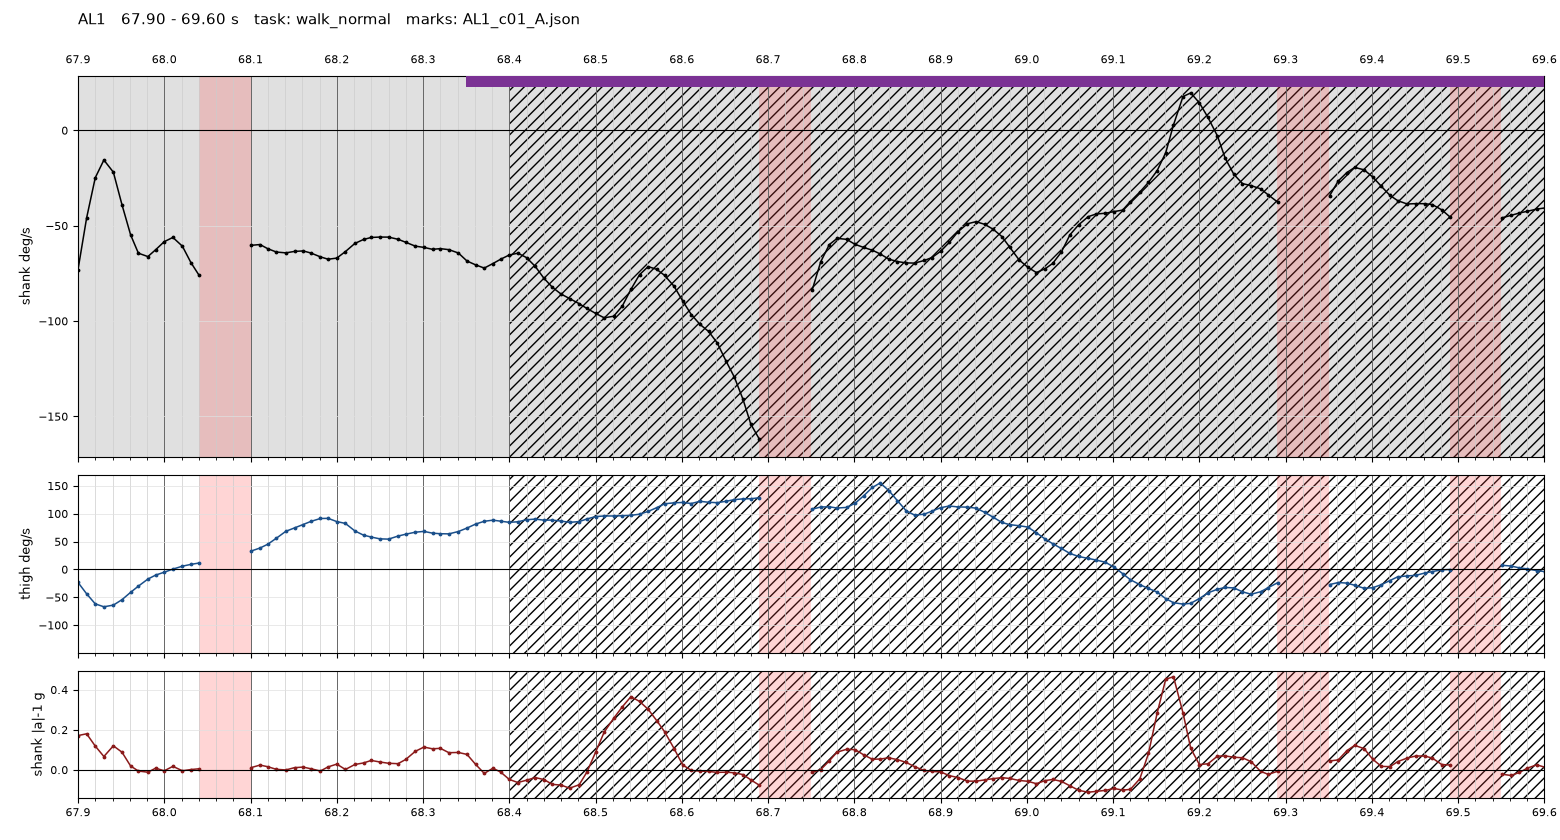 AL1   67.90 - 69.60 s   task: walk_normal   marks: AL1_c01_A.json
67.9 68.0 68.1 68.2 68.3 68.4 68.5 68.6 68.7 68.8 68.9 69.0 69.1 69.2 69.3 69.4 69.5 69.6
0
−50
−100
−150
shank deg/s
150
100
50
0
−50
−100
thigh deg/s
0.4
0.2
0.0
shank |a|-1 g
67.9 68.0 68.1 68.2 68.3 68.4 68.5 68.6 68.7 68.8 68.9 69.0 69.1 69.2 69.3 69.4 69.5 69.6